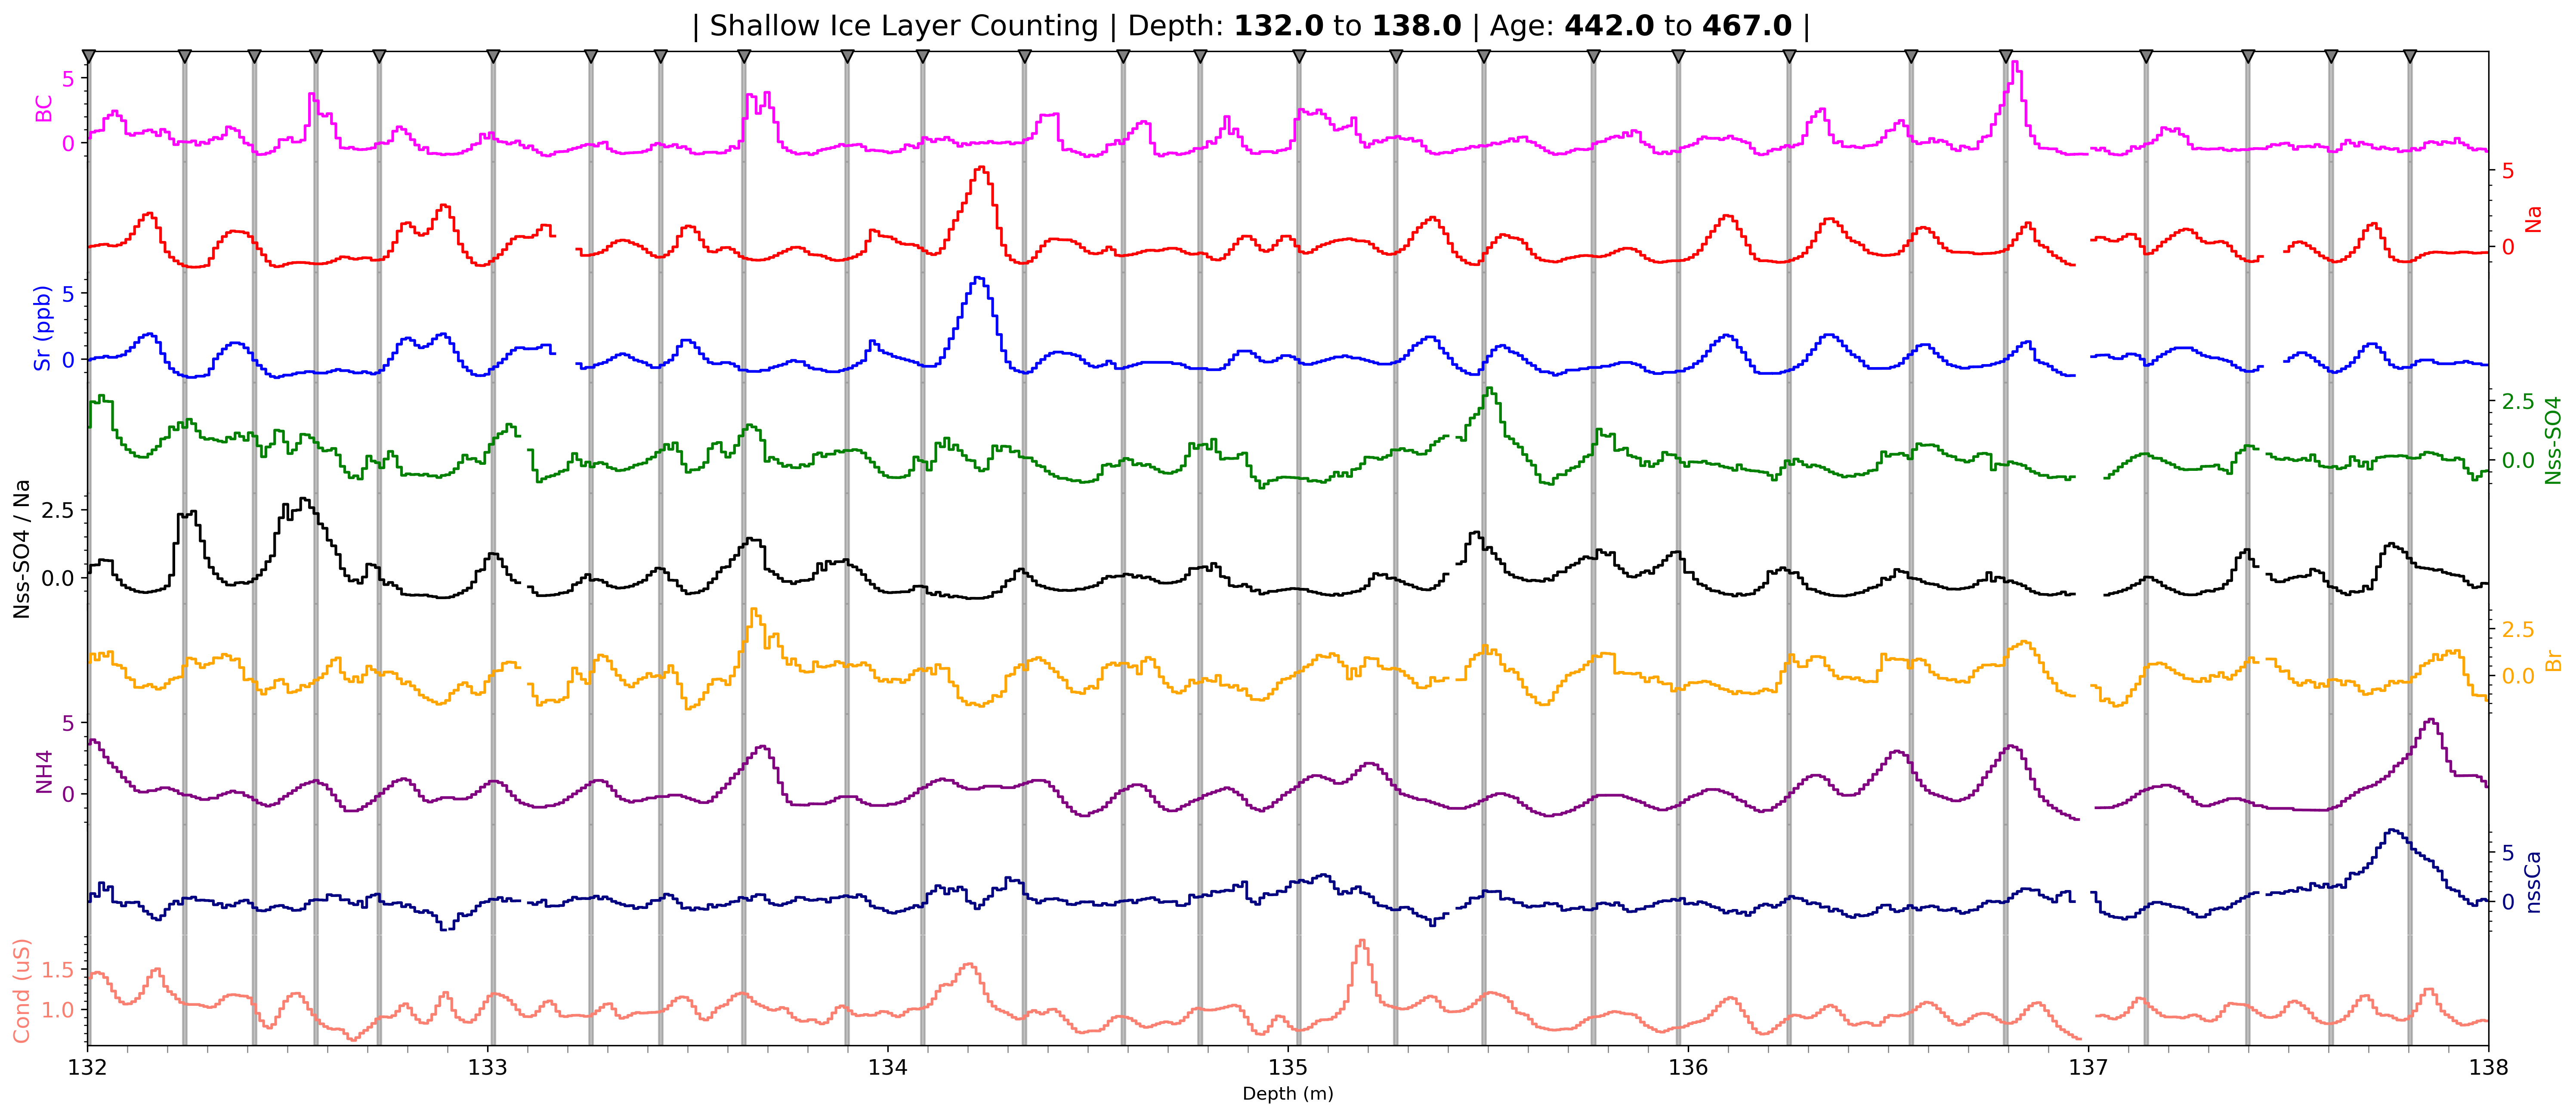 | Shallow Ice Layer Counting | Depth: 132.0 to 138.0 | Age: 442.0 to 467.0 |
BC
5
0
Na
5
0
Sr (ppb)
5
0
Nss-SO4
2.5
0.0
Nss-SO4 / Na
2.5
0.0
Br
2.5
0.0
NH4
5
0
nssCa
5
0
Cond (uS)
1.5
1.0
132 133 134 135 136 137 138
Depth (m)